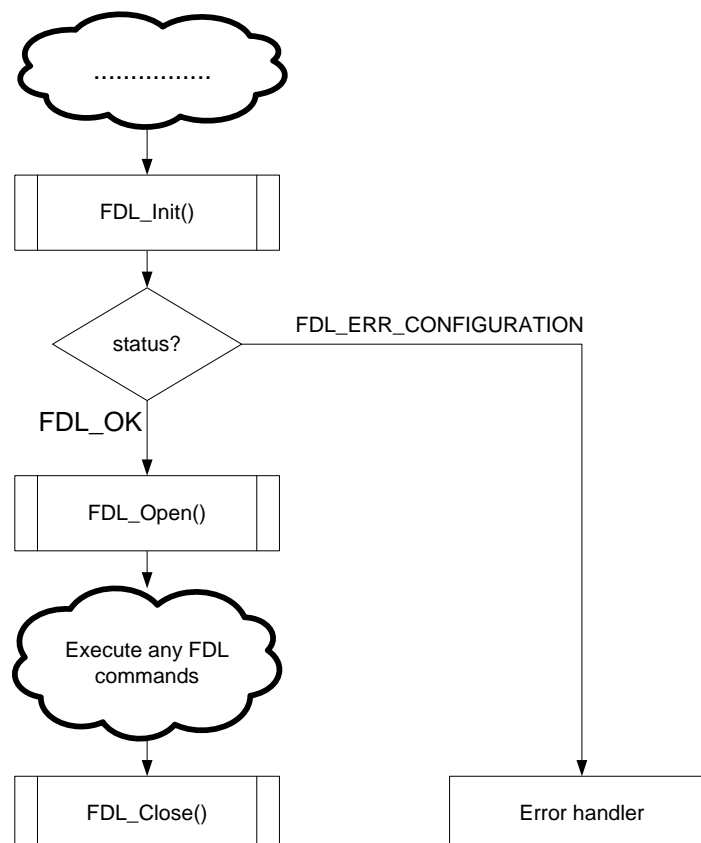 ................
FDL_Init()
status?
FDL_ERR_CONFIGURATION
FDL_OK
FDL_Open()
Execute any FDL
commands
FDL_Close()
Error handler